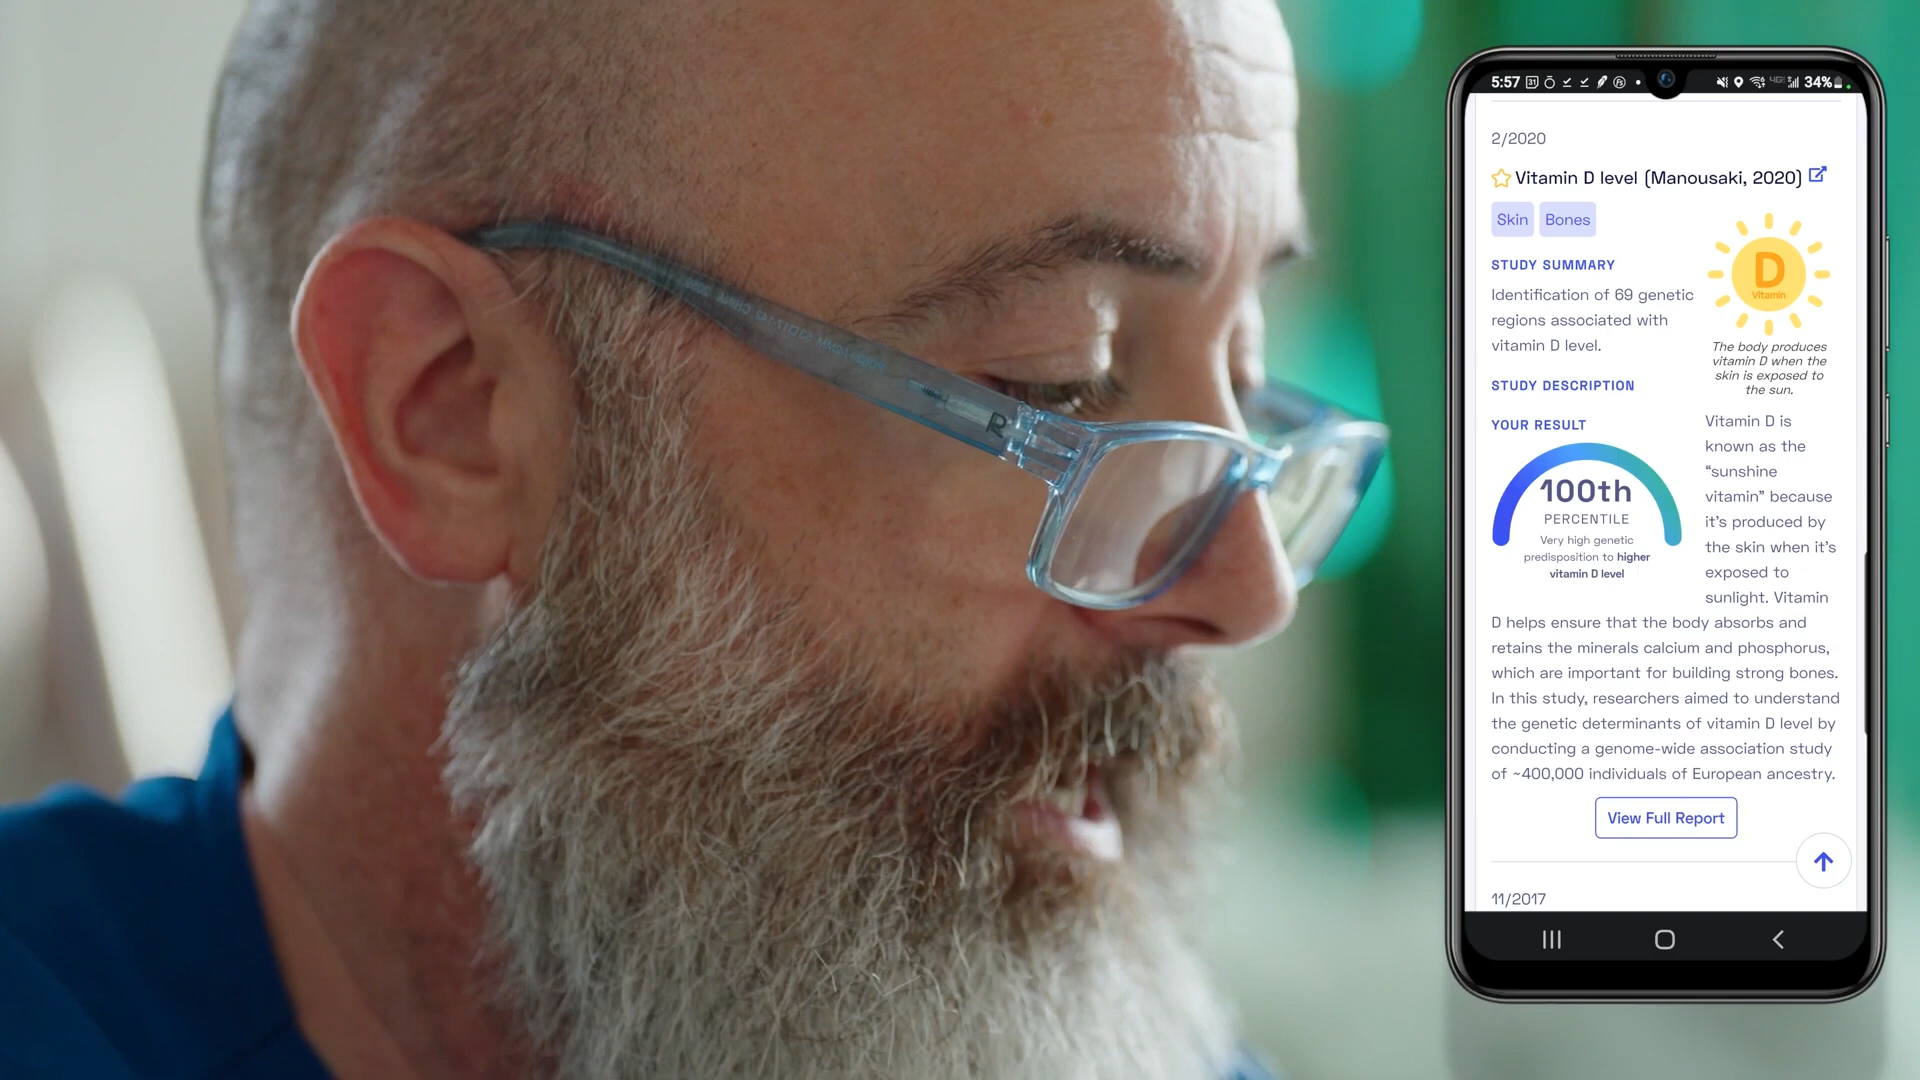 5:57
31
34%
2/2020
Vitamin D level (Manousaki, 2020)
Skin
Bones
STUDY SUMMARY
Identification of 69 genetic
regions associated with
vitamin D level.
D
Vitamin
The body produces
vitamin D when the
skin is exposed to
the sun.
STUDY DESCRIPTION
YOUR RESULT
100th
PERCENTILE
Very high genetic
predisposition to higher
vitamin D level
Vitamin D is
known as the
“sunshine
vitamin” because
it’s produced by
the skin when it’s
exposed to
sunlight. Vitamin
D helps ensure that the body absorbs and
retains the minerals calcium and phosphorus,
which are important for building strong bones.
In this study, researchers aimed to understand
the genetic determinants of vitamin D level by
conducting a genome-wide association study
of ~400,000 individuals of European ancestry.
View Full Report
11/2017